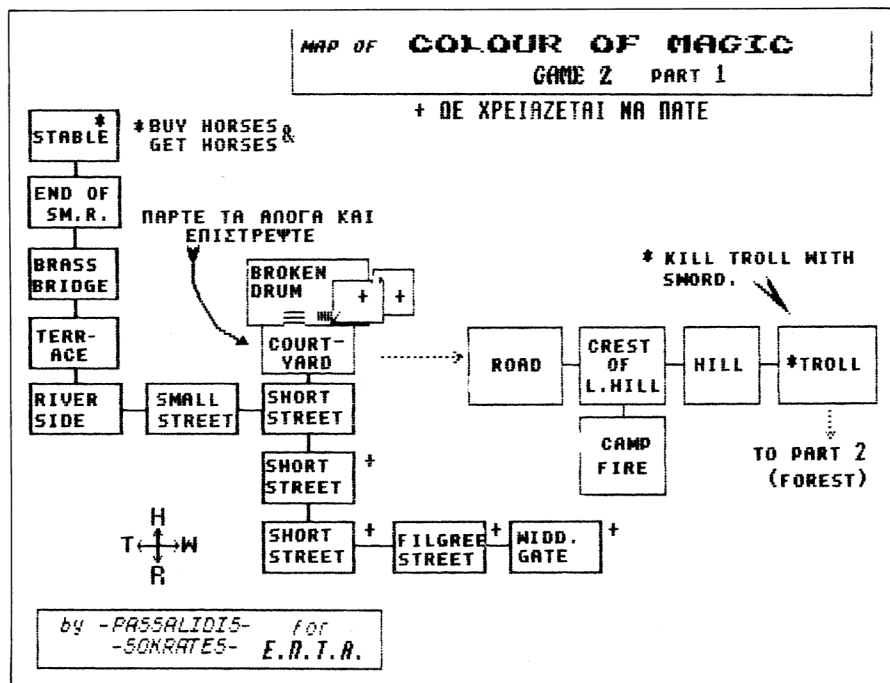 MAP OF COLOUR OF MAGIC
GAME 2 PART 1
+ ΔΕ ΧΡΕΙΑΖΕΤΑΙ ΝΑ ΠΑΤΕ
*
STABLE
* BUY HORSES &
GET HORSES
END OF
SM.R.
ΠΑΡΤΕ ΤΑ ΑΛΟΓΑ ΚΑΙ
ΕΠΙΣΤΡΕΨΤΕ
BRASS
BRIDGE
BROKEN
DRUM
+ +
* KILL TROLL WITH
SWORD.
TERR-
ACE
COURT-
YARD
ROAD
CREST
OF
L.HILL
HILL
*TROLL
RIVER
SIDE
SMALL
STREET
SHORT
STREET
CAMP
FIRE
TO PART 2
(FOREST)
SHORT
STREET
+
SHORT
STREET
+
FILGREE
STREET
+
WIDD.
GATE
+
H
T W
R
by -PASSALIDIS- for
-SOKRATES- E.Π.T.A.